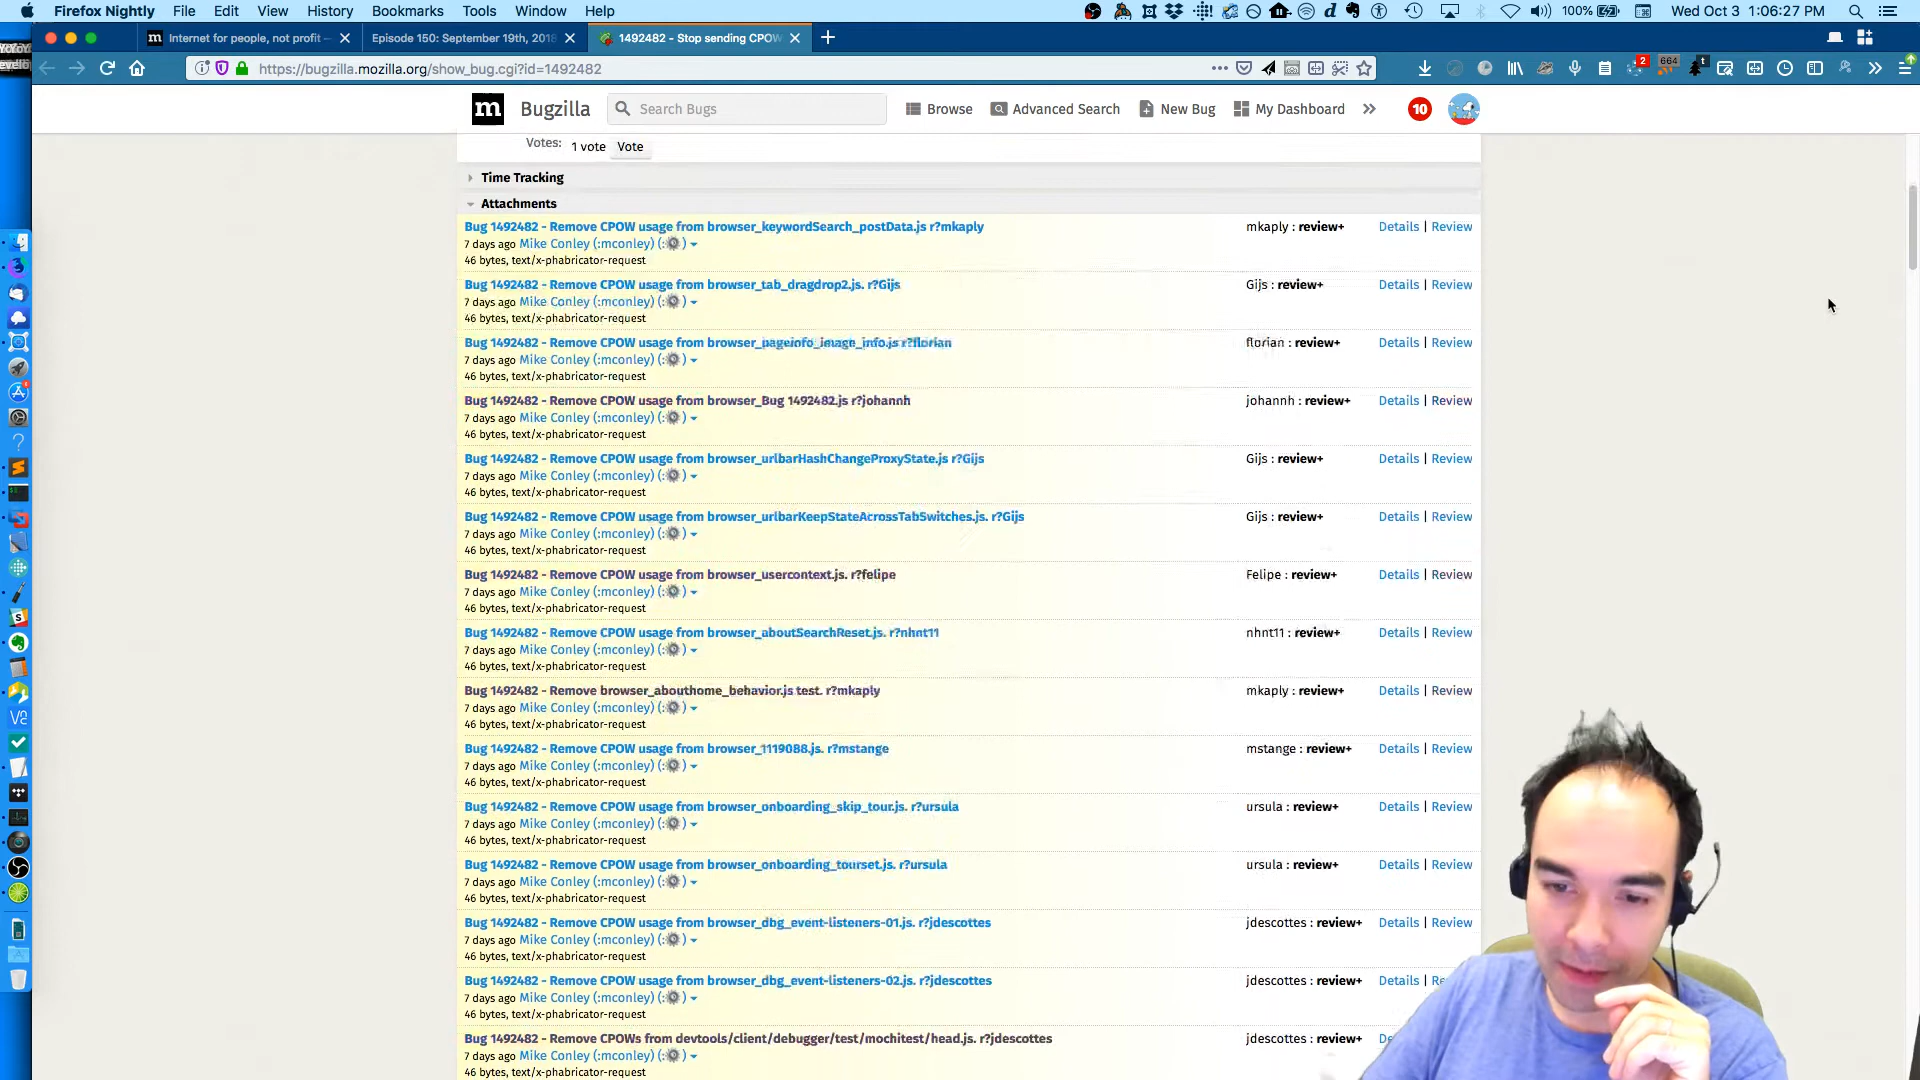 Firefox Nightly File Edit View History Bookmarks Tools Window Help 100% Wed Oct 3 1:06:27 PM
Internet for people, not profit —
Episode 150: September 19th, 2018
1492482 - Stop sending CPOW
https://bugzilla.mozilla.org/show_bug.cgi?id=1492482
2 664 t
m Bugzilla Search Bugs Browse Advanced Search New Bug My Dashboard 10
Votes: 1 vote Vote
Time Tracking
Attachments
Bug 1492482 - Remove CPOW usage from browser_keywordSearch_postData.js r?mkaply mkaply : review+ Details | Review
7 days ago Mike Conley (:mconley) (:⚙)
46 bytes, text/x-phabricator-request
Bug 1492482 - Remove CPOW usage from browser_tab_dragdrop2.js. r?Gijs Gijs : review+ Details | Review
7 days ago Mike Conley (:mconley) (:⚙)
46 bytes, text/x-phabricator-request
Bug 1492482 - Remove CPOW usage from browser_pageinfo_image_info.js r?florian florian : review+ Details | Review
7 days ago Mike Conley (:mconley) (:⚙)
46 bytes, text/x-phabricator-request
Bug 1492482 - Remove CPOW usage from browser_Bug 1492482.js r?johannh johannh : review+ Details | Review
7 days ago Mike Conley (:mconley) (:⚙)
46 bytes, text/x-phabricator-request
Bug 1492482 - Remove CPOW usage from browser_urlbarHashChangeProxyState.js r?Gijs Gijs : review+ Details | Review
7 days ago Mike Conley (:mconley) (:⚙)
46 bytes, text/x-phabricator-request
Bug 1492482 - Remove CPOW usage from browser_urlbarKeepStateAcrossTabSwitches.js. r?Gijs Gijs : review+ Details | Review
7 days ago Mike Conley (:mconley) (:⚙)
46 bytes, text/x-phabricator-request
Bug 1492482 - Remove CPOW usage from browser_usercontext.js. r?felipe Felipe : review+ Details | Review
7 days ago Mike Conley (:mconley) (:⚙)
46 bytes, text/x-phabricator-request
Bug 1492482 - Remove CPOW usage from browser_aboutSearchReset.js. r?nhnt11 nhnt11 : review+ Details | Review
7 days ago Mike Conley (:mconley) (:⚙)
46 bytes, text/x-phabricator-request
Bug 1492482 - Remove browser_abouthome_behavior.js test. r?mkaply mkaply : review+ Details | Review
7 days ago Mike Conley (:mconley) (:⚙)
46 bytes, text/x-phabricator-request
Bug 1492482 - Remove CPOW usage from browser_1119088.js. r?mstange mstange : review+ Details | Review
7 days ago Mike Conley (:mconley) (:⚙)
46 bytes, text/x-phabricator-request
Bug 1492482 - Remove CPOW usage from browser_onboarding_skip_tour.js. r?ursula ursula : review+ Details | Review
7 days ago Mike Conley (:mconley) (:⚙)
46 bytes, text/x-phabricator-request
Bug 1492482 - Remove CPOW usage from browser_onboarding_tourset.js. r?ursula ursula : review+ Details | Review
7 days ago Mike Conley (:mconley) (:⚙)
46 bytes, text/x-phabricator-request
Bug 1492482 - Remove CPOW usage from browser_dbg_event-listeners-01.js. r?jdescottes jdescottes : review+ Details | Review
7 days ago Mike Conley (:mconley) (:⚙)
46 bytes, text/x-phabricator-request
Bug 1492482 - Remove CPOW usage from browser_dbg_event-listeners-02.js. r?jdescottes jdescottes : review+ Details | Re
7 days ago Mike Conley (:mconley) (:⚙)
46 bytes, text/x-phabricator-request
Bug 1492482 - Remove CPOWs from devtools/client/debugger/test/mochitest/head.js. r?jdescottes jdescottes : review+ De
7 days ago Mike Conley (:mconley) (:⚙)
46 bytes, text/x-phabricator-request